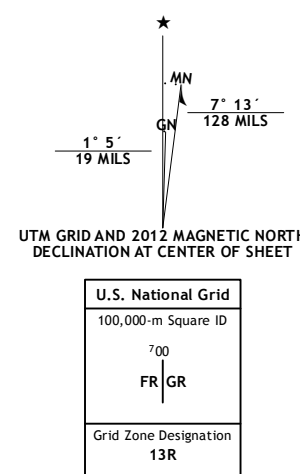 ★
MN
7° 13´
128 MILS
GN
1° 5´
19 MILS
UTM GRID AND 2012 MAGNETIC NORTH
DECLINATION AT CENTER OF SHEET
U.S. National Grid
100,000-m Square ID
700
FR GR
Grid Zone Designation
13R